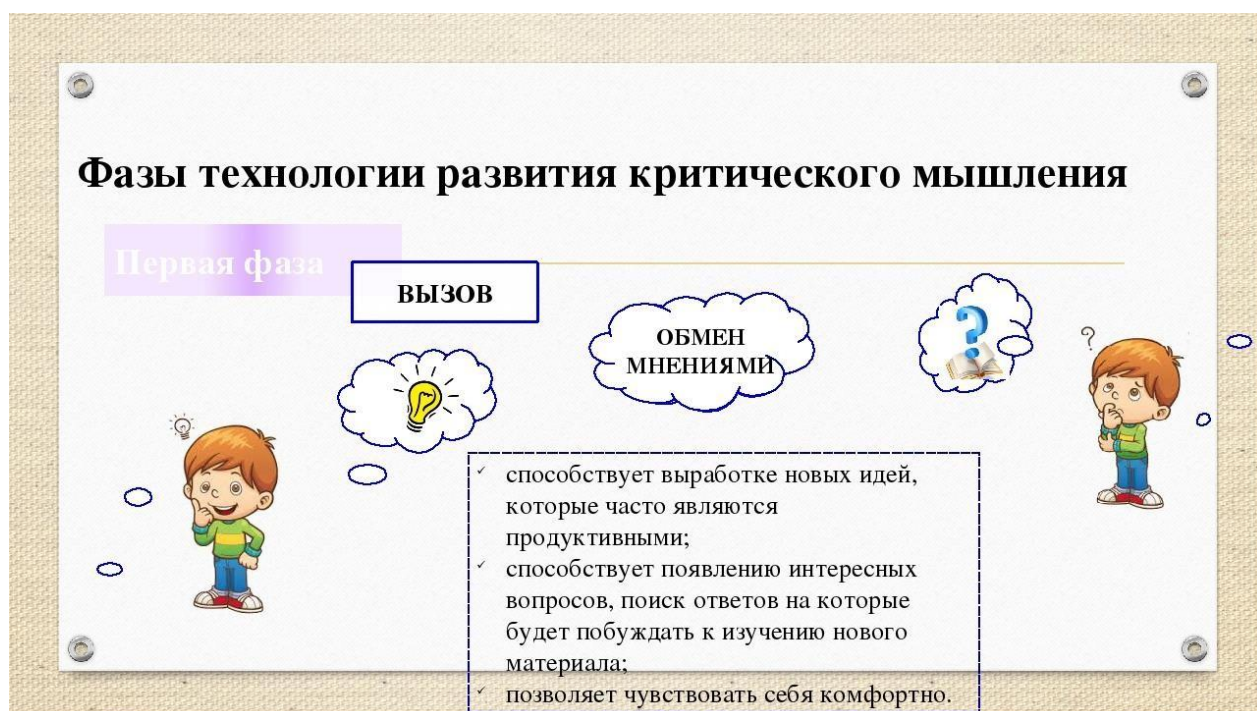 Фазы технологии развития критического мышления
Первая фаза
ВЫЗОВ
ОБМЕН
МНЕНИЯМИ
?
?
✓ способствует выработке новых идей,
которые часто являются
продуктивными;
✓ способствует появлению интересных
вопросов, поиск ответов на которые
будет побуждать к изучению нового
материала;
✓ позволяет чувствовать себя комфортно.